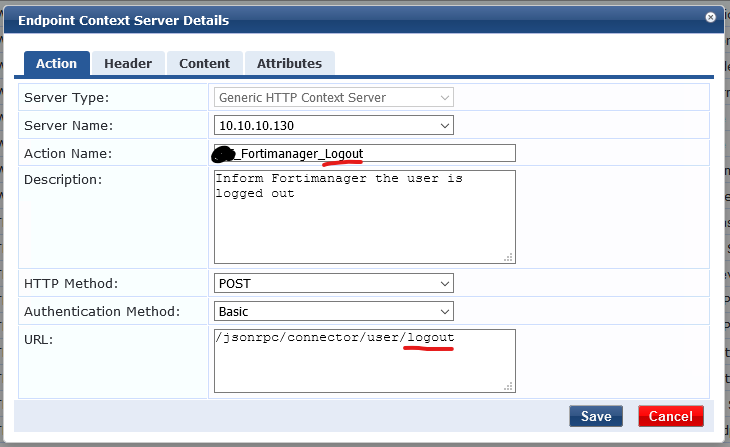 Endpoint Context Server Details
Action Header Content Attributes
Server Type: Generic HTTP Context Server
Server Name: 10.10.10.130
Action Name: _Fortimanager_Logout
Description: Inform Fortimanager the user is
logged out
HTTP Method: POST
Authentication Method: Basic
URL: /jsonrpc/connector/user/logout
Save Cancel